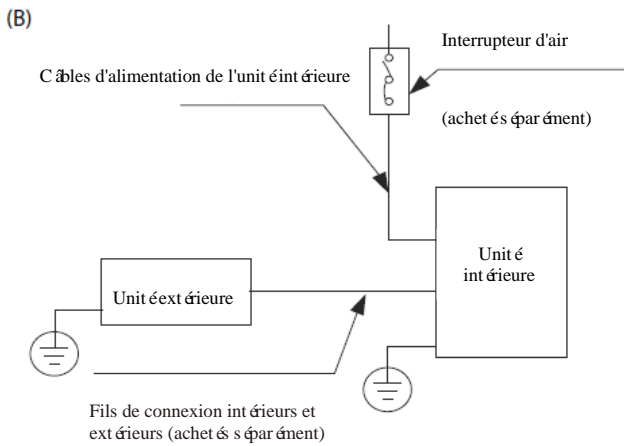 (B)
Interrupteur d'air
Câbles d'alimentation de l'unité intérieure
(achetés séparément)
Unité
intérieure
Unité extérieure
Fils de connexion intérieurs et
extérieurs (achetés séparément)